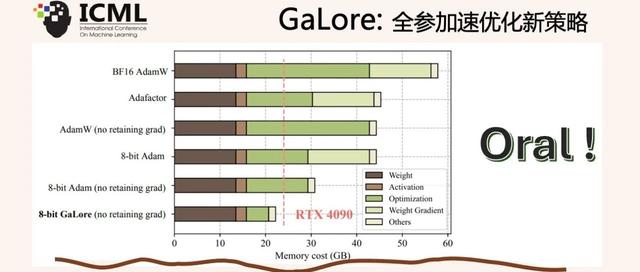 ICML
International Conference
On Machine Learning
GaLore: 全参加速优化新策略
BF16 AdamW
Adafactor
AdamW (no retaining grad)
8-bit Adam
8-bit Adam (no retaining grad)
8-bit GaLore (no retaining grad)
Weight
Activation
Optimization
Weight Gradient
Others
RTX 4090
0 10 20 30 40 50 60
Memory cost (GB)
Oral !